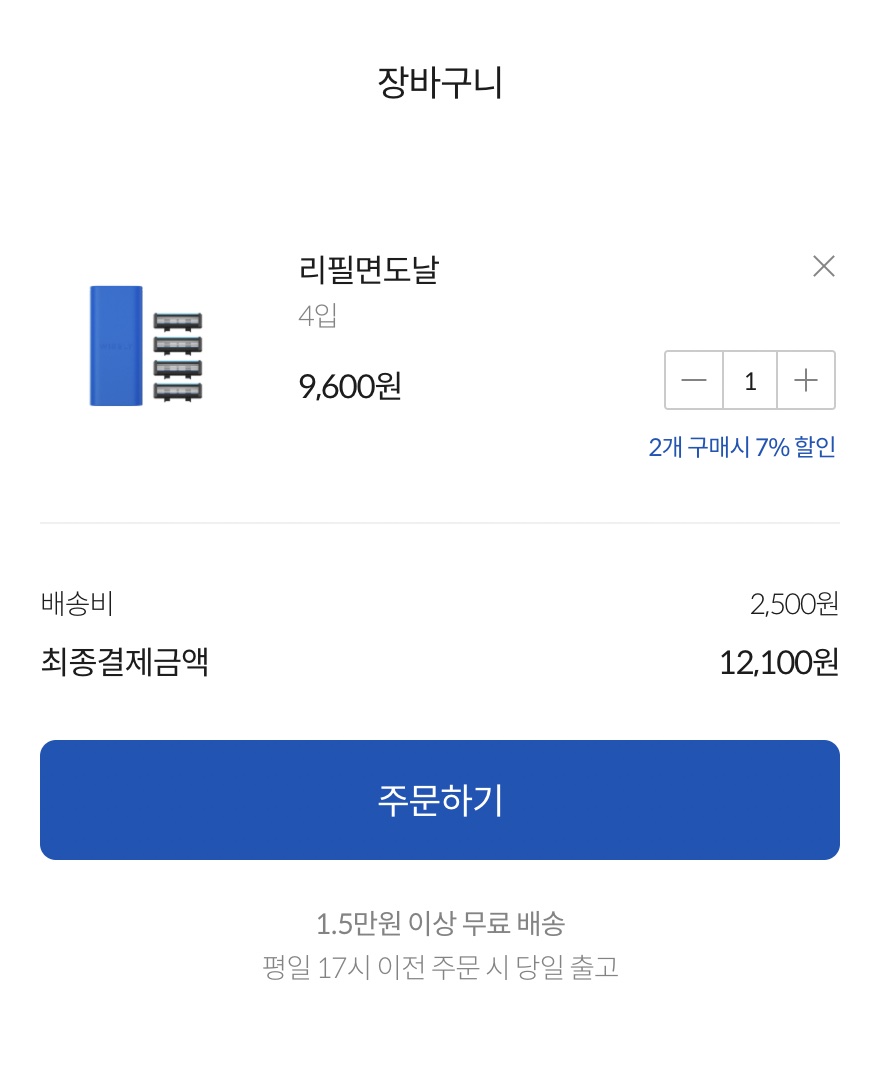 장바구니
리필면도날
4입
9,600원
1
2개 구매시 7% 할인
배송비
2,500원
최종결제금액
12,100원
주문하기
1.5만원 이상 무료 배송
평일 17시 이전 주문 시 당일 출고